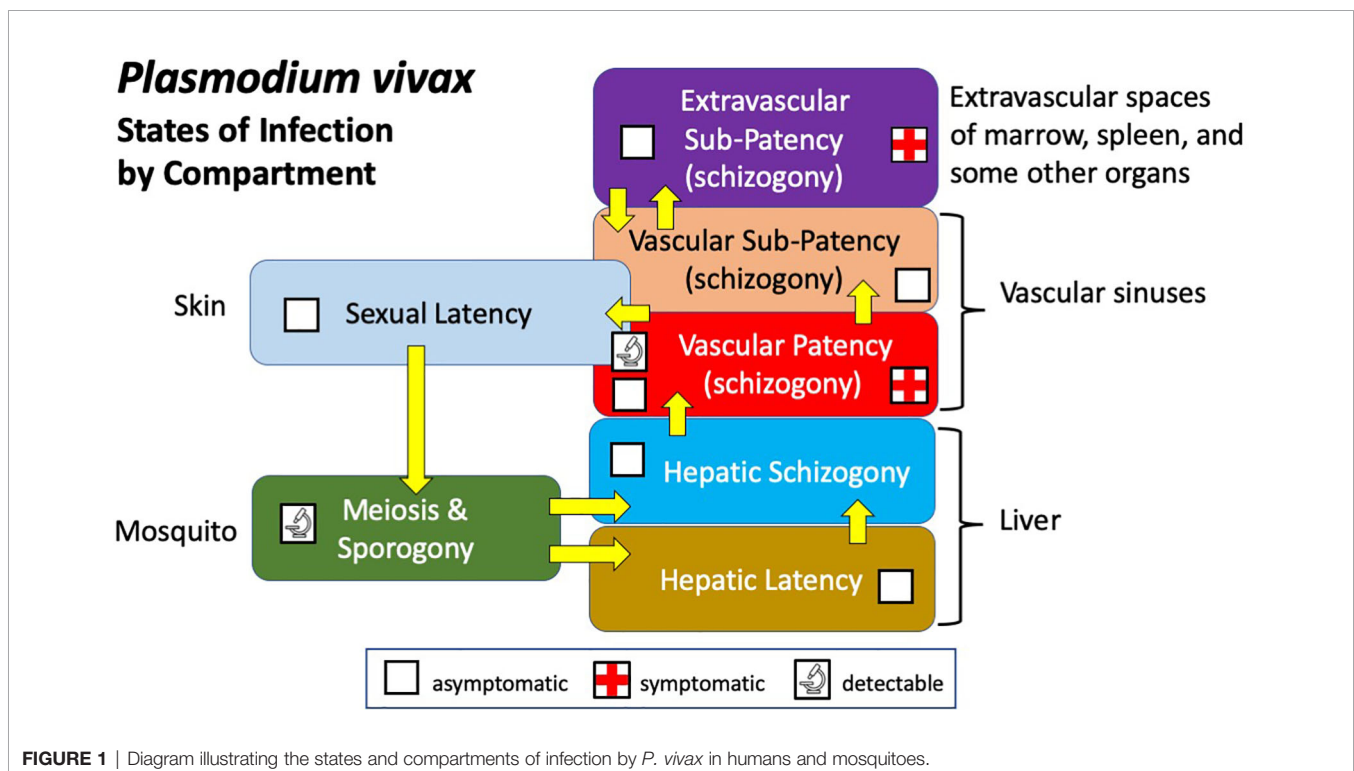 Plasmodium vivax
States of Infection
by Compartment
Extravascular
Sub-Patency
(schizogony)
Extravascular spaces
of marrow, spleen, and
some other organs
Vascular Sub-Patency
(schizogony)
Vascular sinuses
Skin
Sexual Latency
Vascular Patency
(schizogony)
Hepatic Schizogony
Liver
Mosquito
Meiosis &
Sporogony
Hepatic Latency
asymptomatic
symptomatic
detectable
FIGURE 1 | Diagram illustrating the states and compartments of infection by P. vivax in humans and mosquitoes.